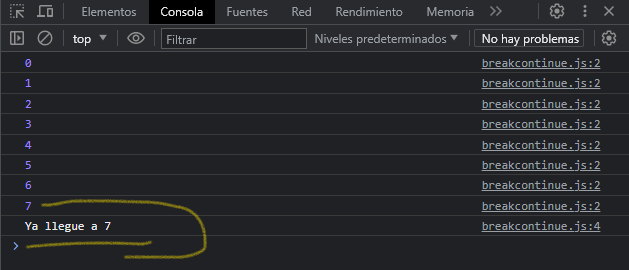 Elementos Consola Fuentes Red Rendimiento Memoria
top Filtrar Niveles predeterminados No hay problemas
0 breakcontinue.js:2
1 breakcontinue.js:2
2 breakcontinue.js:2
3 breakcontinue.js:2
4 breakcontinue.js:2
5 breakcontinue.js:2
6 breakcontinue.js:2
7 breakcontinue.js:2
Ya llegue a 7 breakcontinue.js:4